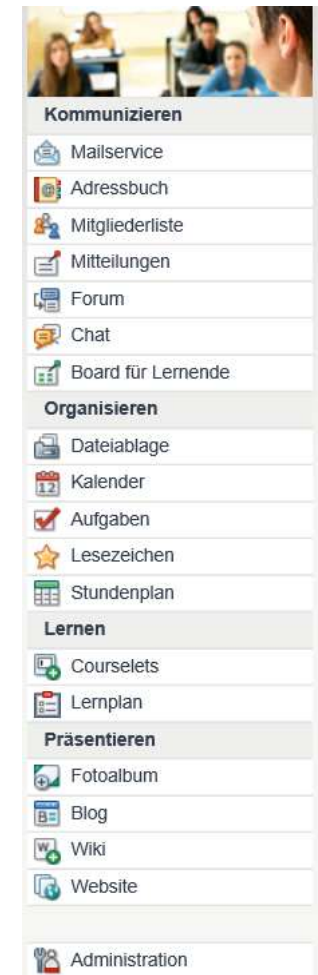 Kommunizieren
Mailservice
Adressbuch
Mitgliederliste
Mitteilungen
Forum
Chat
Board für Lernende
Organisieren
Dateiablage
12
Kalender
Aufgaben
Lesezeichen
Stundenplan
Lernen
Courselets
Lernplan
Präsentieren
Fotoalbum
B
Blog
W
Wiki
Website
Administration